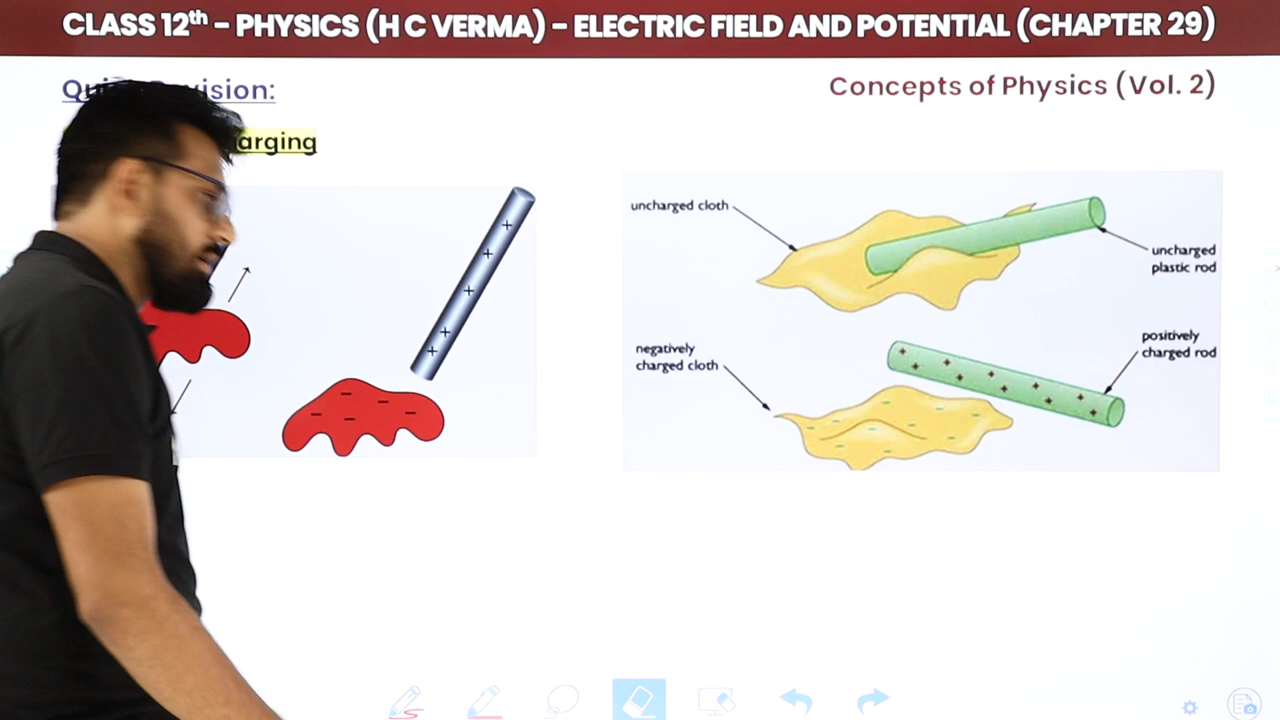 CLASS 12th – PHYSICS (H C VERMA) – ELECTRIC FIELD AND POTENTIAL (CHAPTER 29)
Concepts of Physics (Vol. 2)
uncharged cloth
uncharged
plastic rod
positively
charged rod
negatively
charged cloth